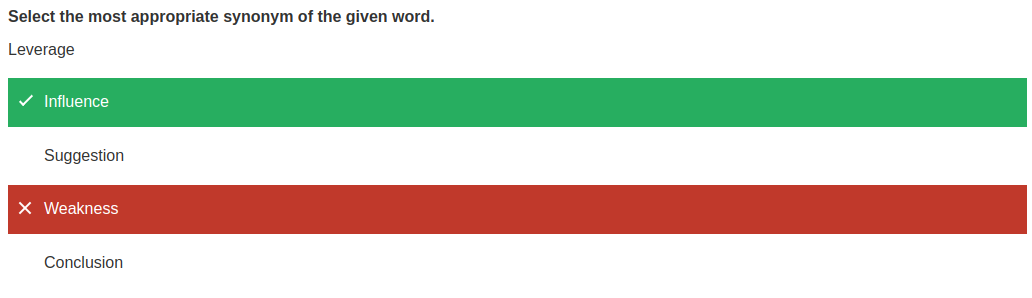 Select the most appropriate synonym of the given word.
Leverage
Influence
Suggestion
Weakness
Conclusion